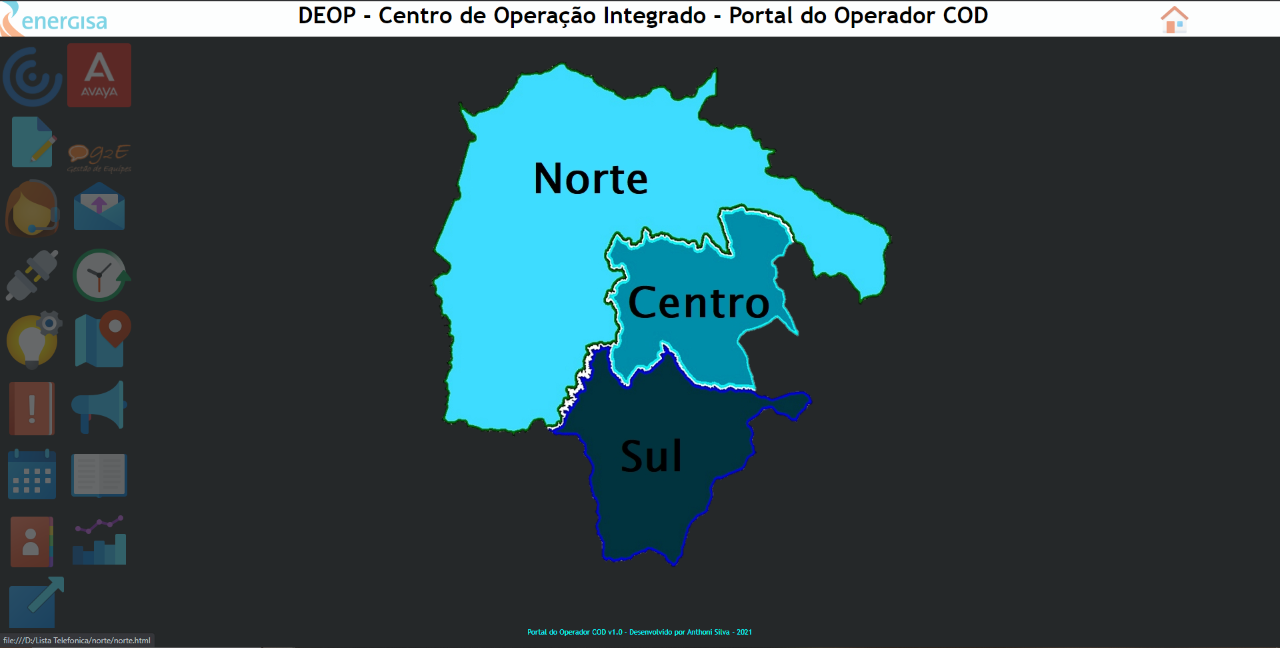 energisa
DEOP - Centro de Operação Integrado - Portal do Operador COD
AVAYA
g2E
Gestão de Equipes
Norte
Centro
Sul
Portal do Operador COD v1.0 - Desenvolvido por Anthoni Silva - 2021
file:///D:/Lista Telefonica/norte/norte.html